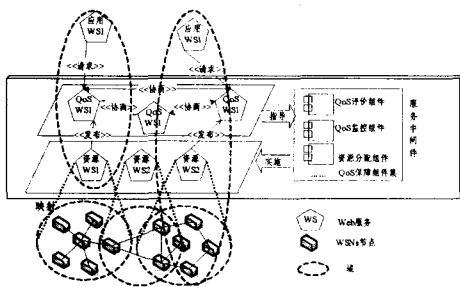 应用
WS1
应用
WS1
<<请求>>
<<请求>>
<<协商>>
QoS
WS1
<<协商>>
QoS
WS1
<<协商>>
QoS
WS1
<<发布>>
<<发布>>
资源
WS1
资源
WS2
资源
WS2
指导
实施
QoS评价组件
QoS监控组件
资源分配组件
QoS保障组件集
服务中间件
映射
WS
Web服务
WSNs节点
域